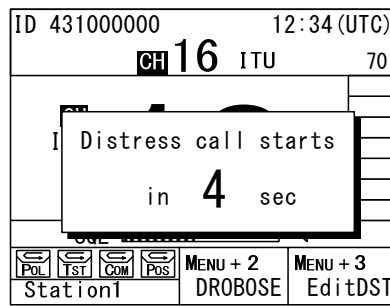 ID 431000000 12:34(UTC)
CH 16 ITU 70
Distress call starts
in 4 sec
SQL
POL TST COM POS MENU + 2 MENU + 3
Station1 DROBOSE EditDST